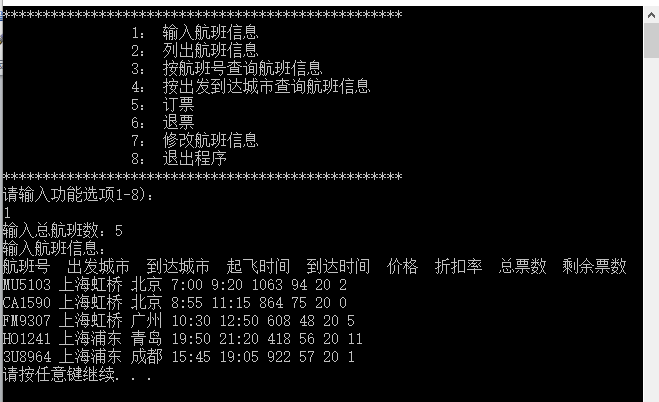 **************************************************
1： 输入航班信息
2： 列出航班信息
3： 按航班号查询航班信息
4： 按出发到达城市查询航班信息
5： 订票
6： 退票
7： 修改航班信息
8： 退出程序
**************************************************
请输入功能选项1-8)：
1
输入总航班数：5
输入航班信息：
航班号 出发城市 到达城市 起飞时间 到达时间 价格 折扣率 总票数 剩余票数
MU5103 上海虹桥 北京 7:00 9:20 1063 94 20 2
CA1590 上海虹桥 北京 8:55 11:15 864 75 20 0
FM9307 上海虹桥 广州 10:30 12:50 608 48 20 5
HO1241 上海浦东 青岛 19:50 21:20 418 56 20 11
3U8964 上海浦东 成都 15:45 19:05 922 57 20 1
请按任意键继续. . .